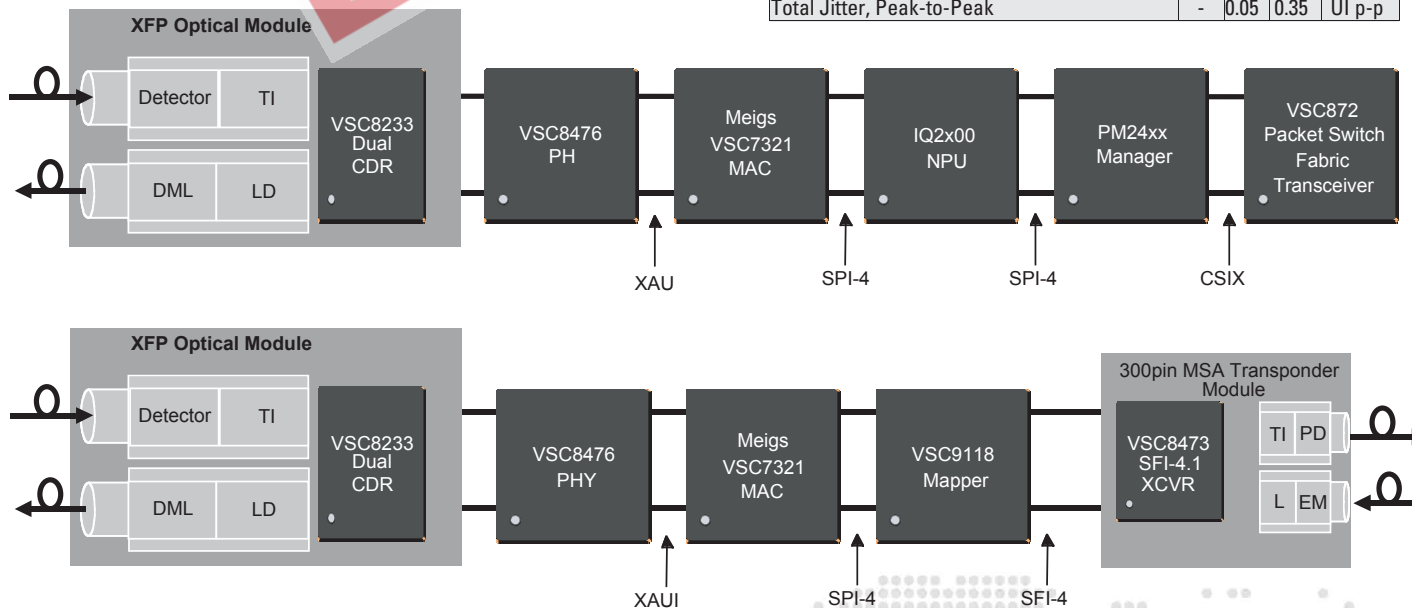 Total Jitter, Peak-to-Peak - 0.05 0.35 UI p-p
XFP Optical Module
Detector TI
DML LD
VSC8233
Dual
CDR
VSC8476
PH
Meigs
VSC7321
MAC
IQ2x00
NPU
PM24xx
Manager
VSC872
Packet Switch
Fabric
Transceiver
XAU
SPI-4
SPI-4
CSIX
XFP Optical Module
Detector TI
DML LD
VSC8233
Dual
CDR
VSC8476
PHY
Meigs
VSC7321
MAC
VSC9118
Mapper
300pin MSA Transponder
Module
VSC8473
SFI-4.1
XCVR
TI PD
L EM
XAUI
SPI-4
SFI-4